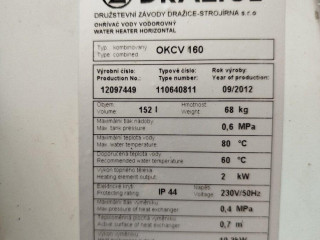 DRUŽSTEVNÍ ZÁVODY DRAŽICE-STROJÍRNA s.r.o
OHŘÍVAČ VODY VODOROVNÝ
WATER HEATER HORIZONTAL
Typ, kombinovaný OKCV 160
Type combined
Výrobní číslo: Typové číslo: Rok výroby
Production No.: Type number: Year of production:
12097449 110640811 09/2012
Objem 152 l Hmotnost 68 kg
Volume Weight
Maximální tlak nádoby 0,6 MPa
Max. tank pressure
Maximální teplota vody 80 °C
Max. water temperature
Doporučená teplota vody 60 °C
Recommended water temperature
Výkon topného tělesa 2 kW
Heating element output
Elektrické krytí IP 44 Napětí 230V/50Hz
Protecting rating Voltage
Maximální tlak výměníku 0,4 MPa
Max pressure of heat exchanger
Teplosměnná plocha výměníku 0,7 m
Surface of heat exchanger
Výkon výměníku